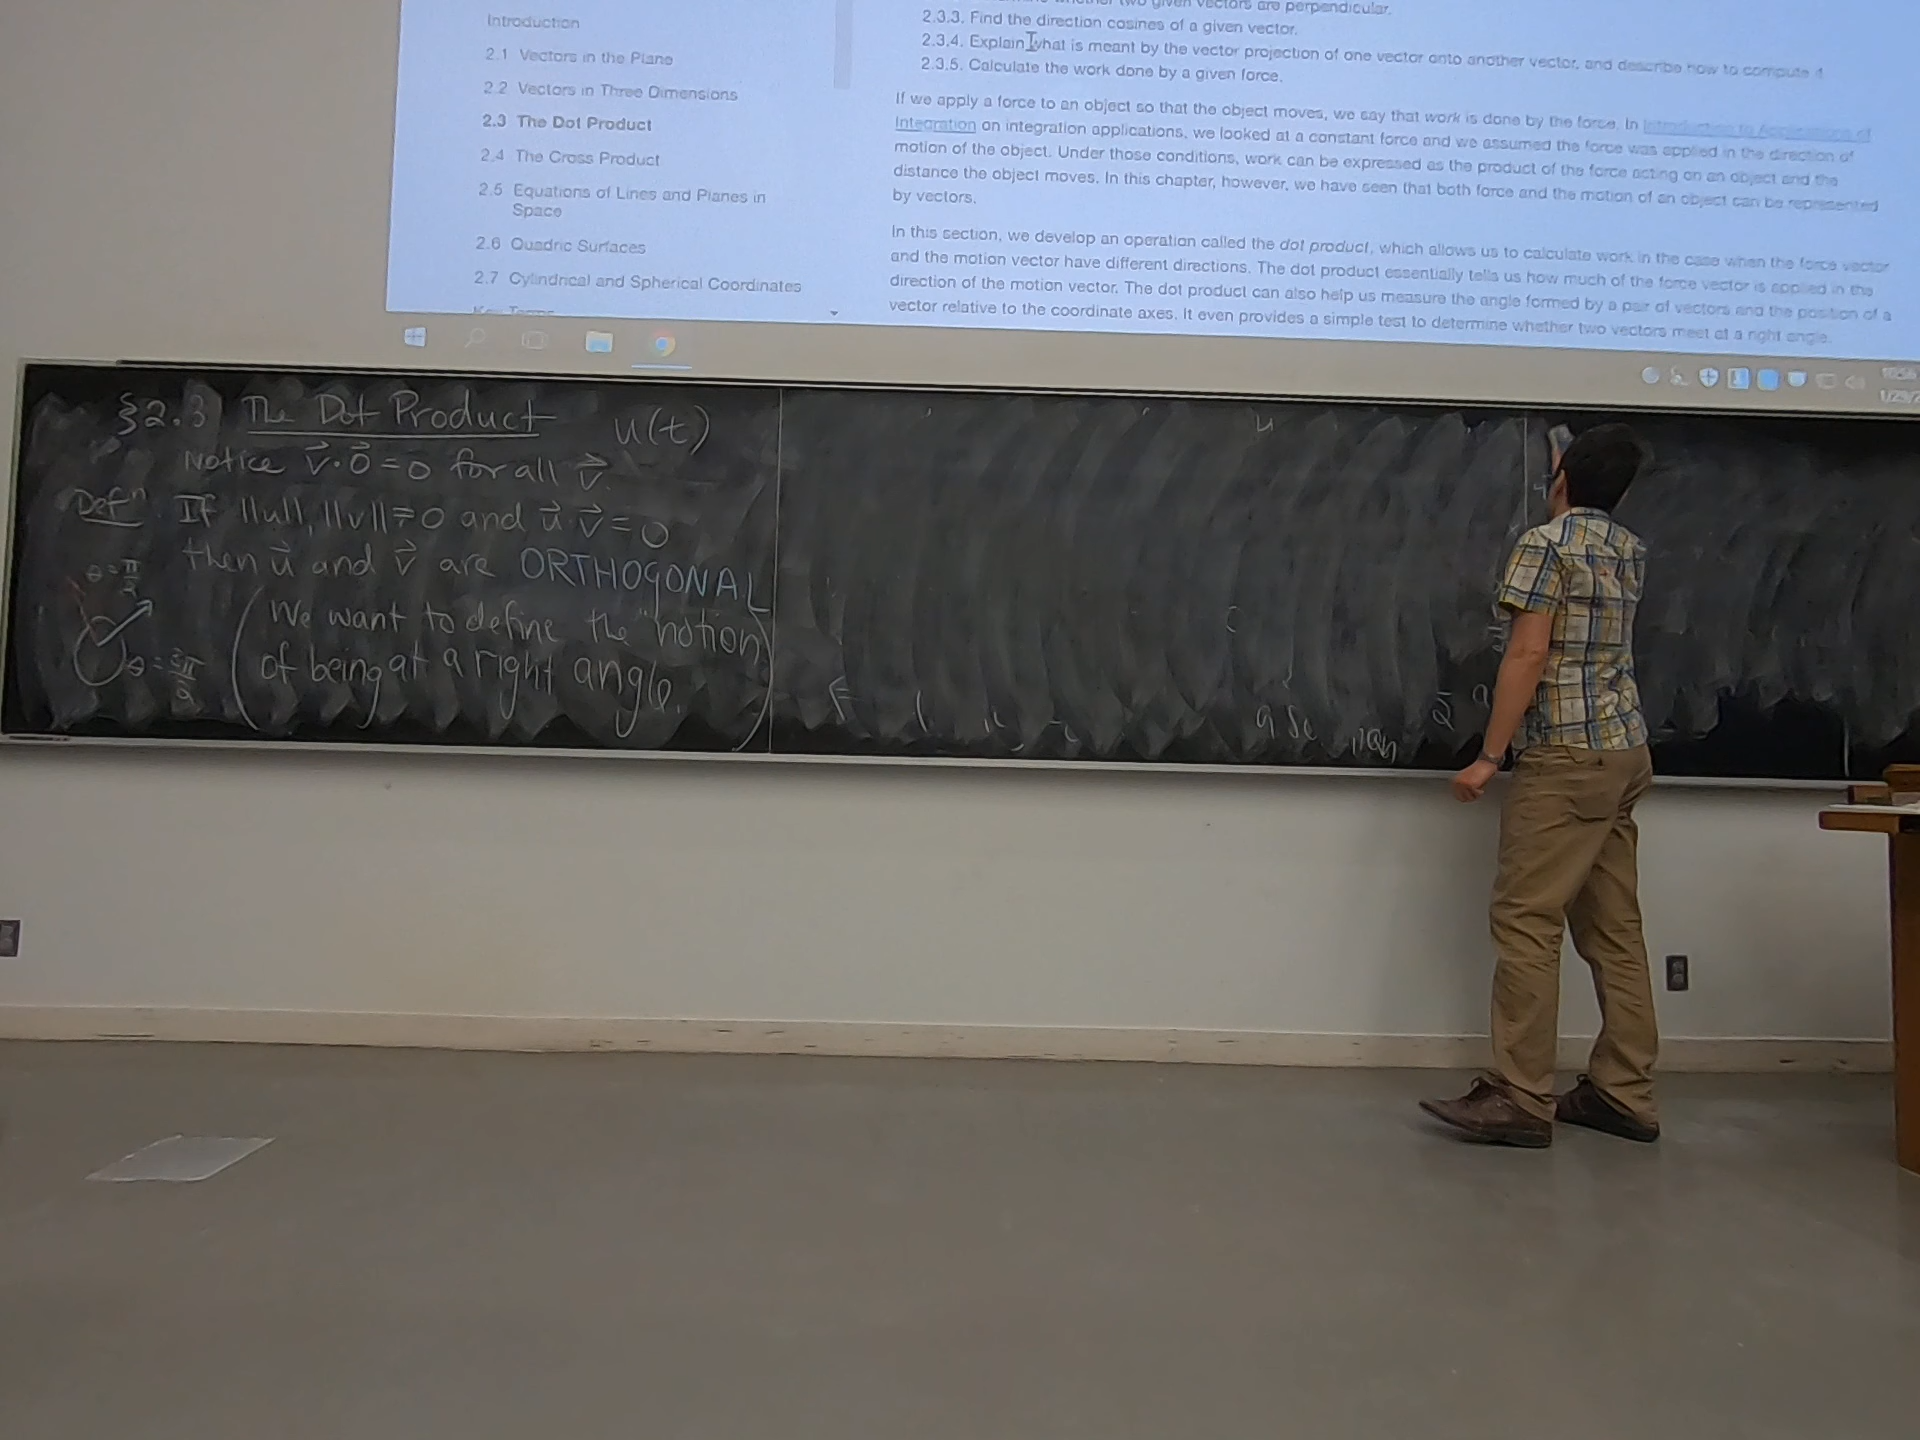 Introduction
2.1 Vectors in the Plane
2.2 Vectors in Three Dimensions
2.3 The Dot Product
2.4 The Cross Product
2.5 Equations of Lines and Planes in
Space
2.6 Quadric Surfaces
2.7 Cylindrical and Spherical Coordinates
Key Terms
whether two given vectors are perpendicular.
2.3.3. Find the direction cosines of a given vector.
2.3.4. Explain what is meant by the vector projection of one vector onto another vector, and describe how to compute it
2.3.5. Calculate the work done by a given force.
If we apply a force to an object so that the object moves, we say that work is done by the force. In Introduction to Applications of
Integration on integration applications, we looked at a constant force and we assumed the force was applied in the direction of
motion of the object. Under those conditions, work can be expressed as the product of the force acting on an object and the
distance the object moves. In this chapter, however, we have seen that both force and the motion of an object can be represented
by vectors.
In this section, we develop an operation called the dot product, which allows us to calculate work in the case when the force vector
and the motion vector have different directions. The dot product essentially tells us how much of the force vector is applied in the
direction of the motion vector. The dot product can also help us measure the angle formed by a pair of vectors and the position of a
vector relative to the coordinate axes. It even provides a simple test to determine whether two vectors meet at a right angle.
§2.3 The Dot Product u(t)
Notice v⃗·0⃗ = 0 for all v⃗.
Defⁿ If ||u||, ||v|| ≠ 0 and u⃗·v⃗ = 0
then u⃗ and v⃗ are ORTHOGONAL
θ = π/2
(We want to define the "notion
of being at a right angle.)